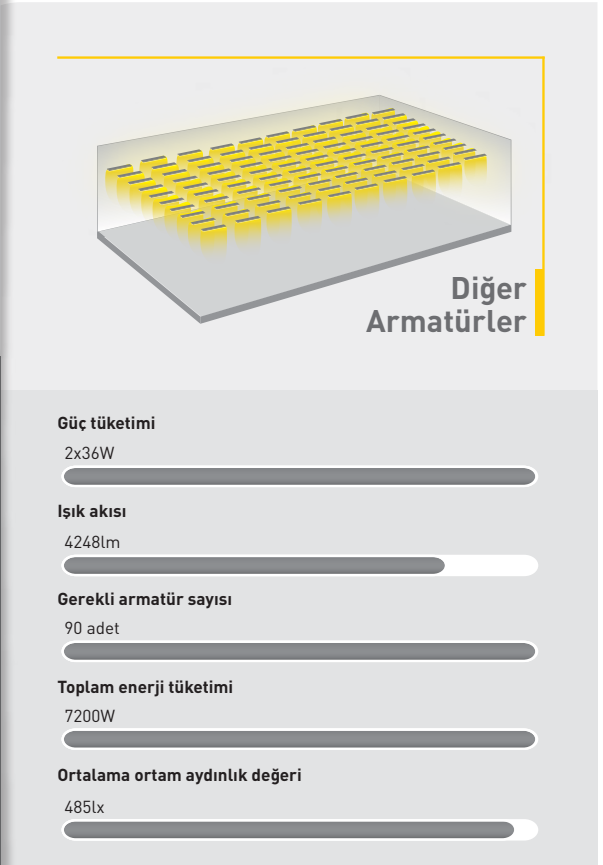 Diğer
Armatürler
Güç tüketimi
2x36W
Işık akısı
4248lm
Gerekli armatür sayısı
90 adet
Toplam enerji tüketimi
7200W
Ortalama ortam aydınlık değeri
485lx